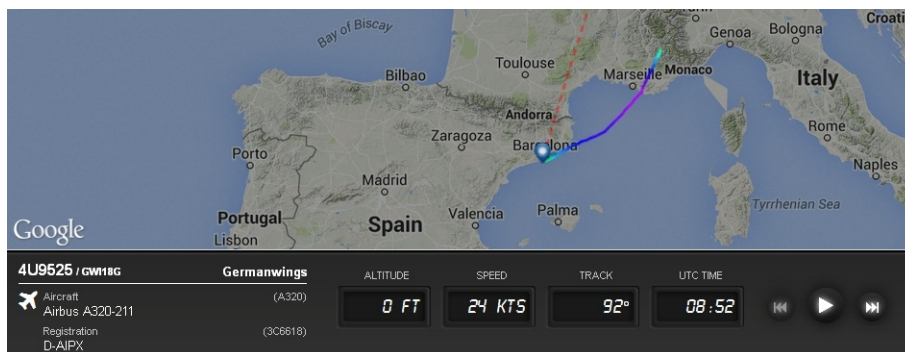 Bay of Biscay
Turin
Croati
Genoa
Bologna
Toulouse
Bilbao
Marseille
Monaco
Italy
Andorra
Zaragoza
Barcelona
Rome
Porto
Naples
Madrid
Portugal
Spain
Valencia
Palma
Tyrrhenian Sea
Google
Lisbon
4U9525 / GWI18G Germanwings
Aircraft (A320)
Airbus A320-211
Registration (3C6618)
D-AIPX
ALTITUDE SPEED TRACK UTC TIME
0 FT 24 KTS 92° 08:52